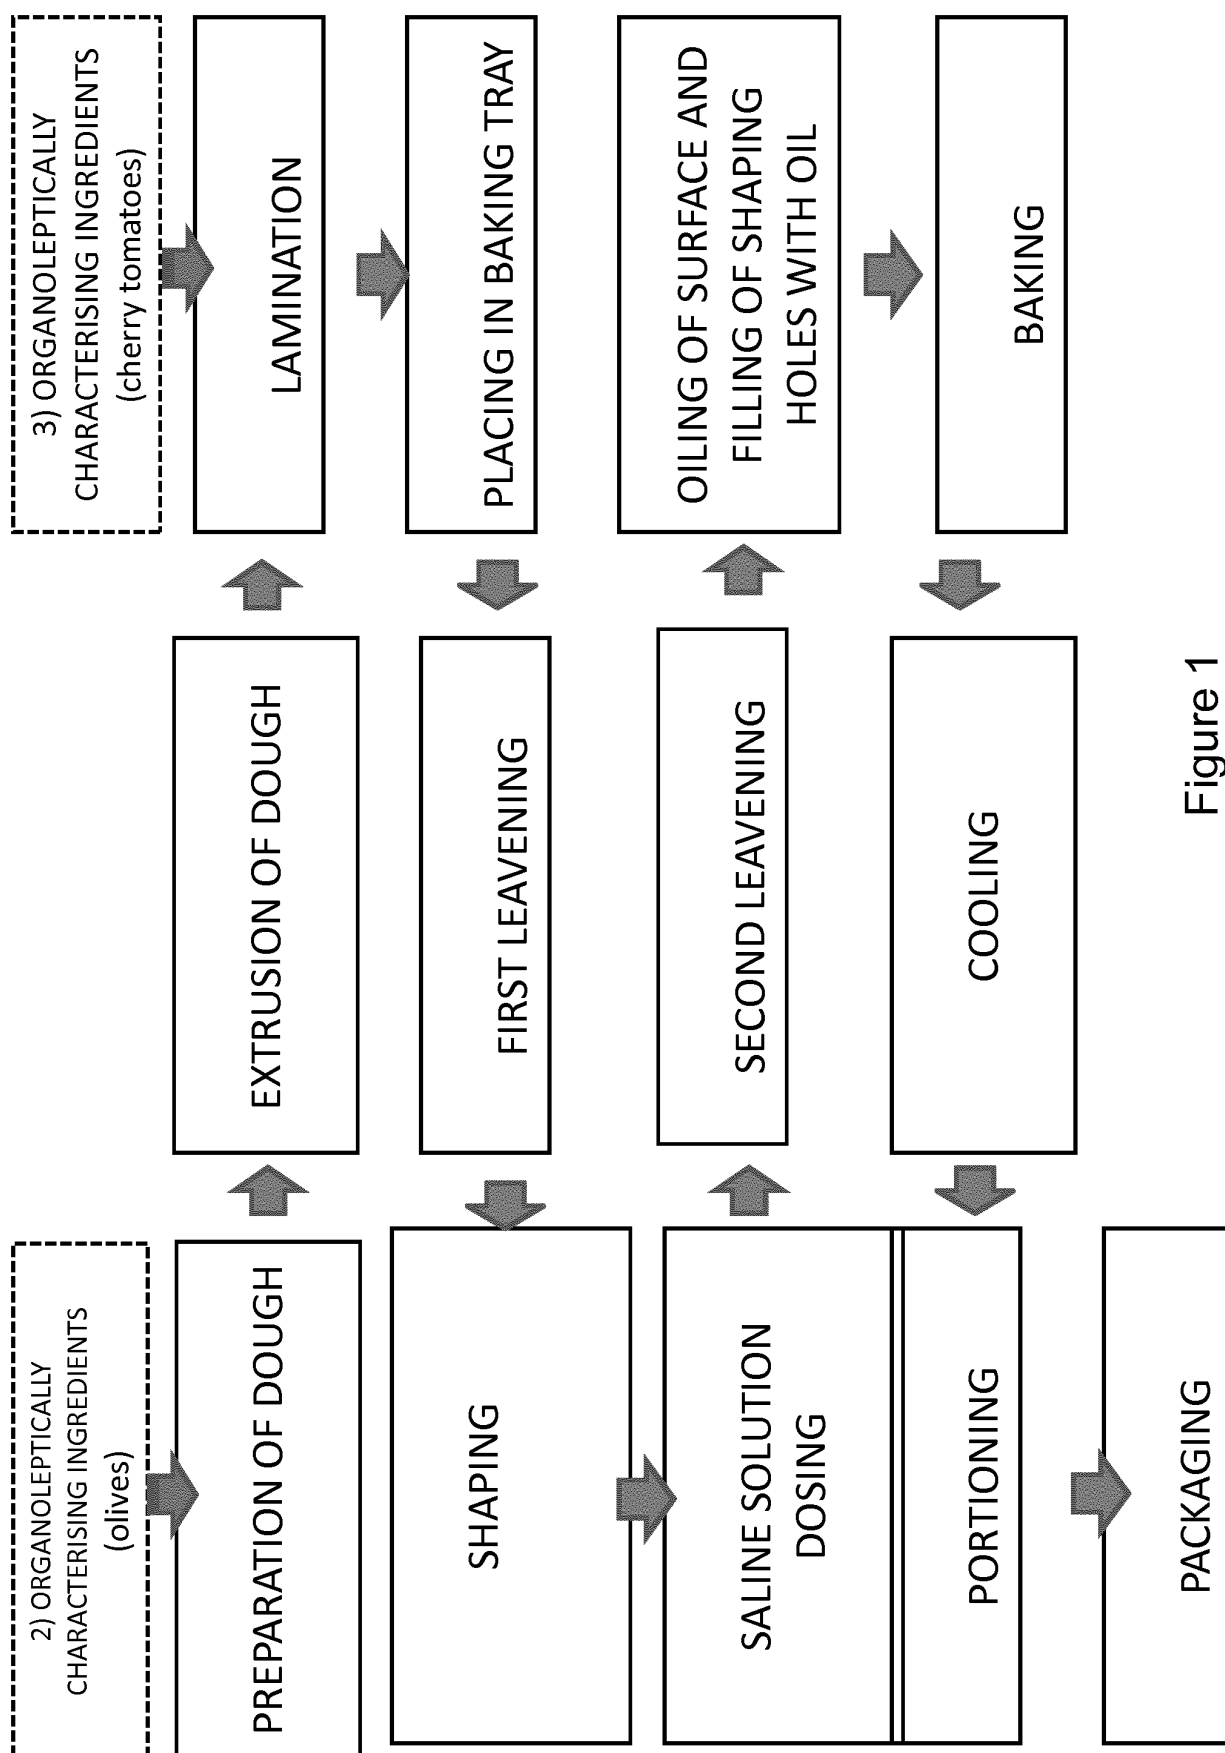 2) ORGANOLEPTICALLY
CHARACTERISING INGREDIENTS
(olives)
3) ORGANOLEPTICALLY
CHARACTERISING INGREDIENTS
(cherry tomatoes)
PREPARATION OF DOUGH
EXTRUSION OF DOUGH
LAMINATION
PLACING IN BAKING TRAY
FIRST LEAVENING
SHAPING
SALINE SOLUTION
DOSING
SECOND LEAVENING
OILING OF SURFACE AND
FILLING OF SHAPING
HOLES WITH OIL
BAKING
COOLING
PORTIONING
PACKAGING
Figure 1